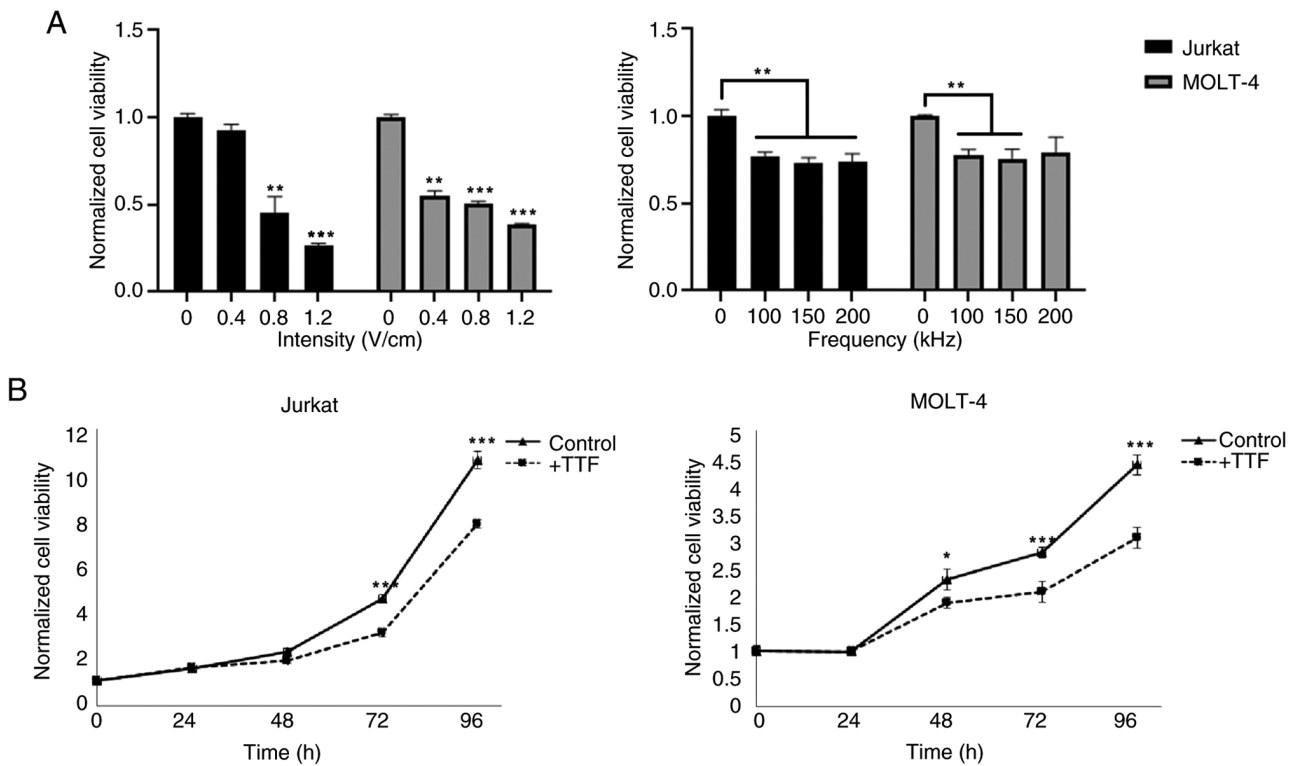 A
Normalized cell viability
1.5
1.0
0.5
0.0
** *** ** *** ***
0 0.4 0.8 1.2 0 0.4 0.8 1.2
Intensity (V/cm)
Normalized cell viability
1.5
1.0
0.5
0.0
** **
0 100 150 200 0 100 150 200
Frequency (kHz)
Jurkat
MOLT-4
B
Jurkat
Normalized cell viability
12
10
8
6
4
2
0
*** ***
0 24 48 72 96
Time (h)
Control
+TTF
MOLT-4
Normalized cell viability
5
4.5
4
3.5
3
2.5
2
1.5
1
0.5
0
* *** ***
0 24 48 72 96
Time (h)
Control
+TTF